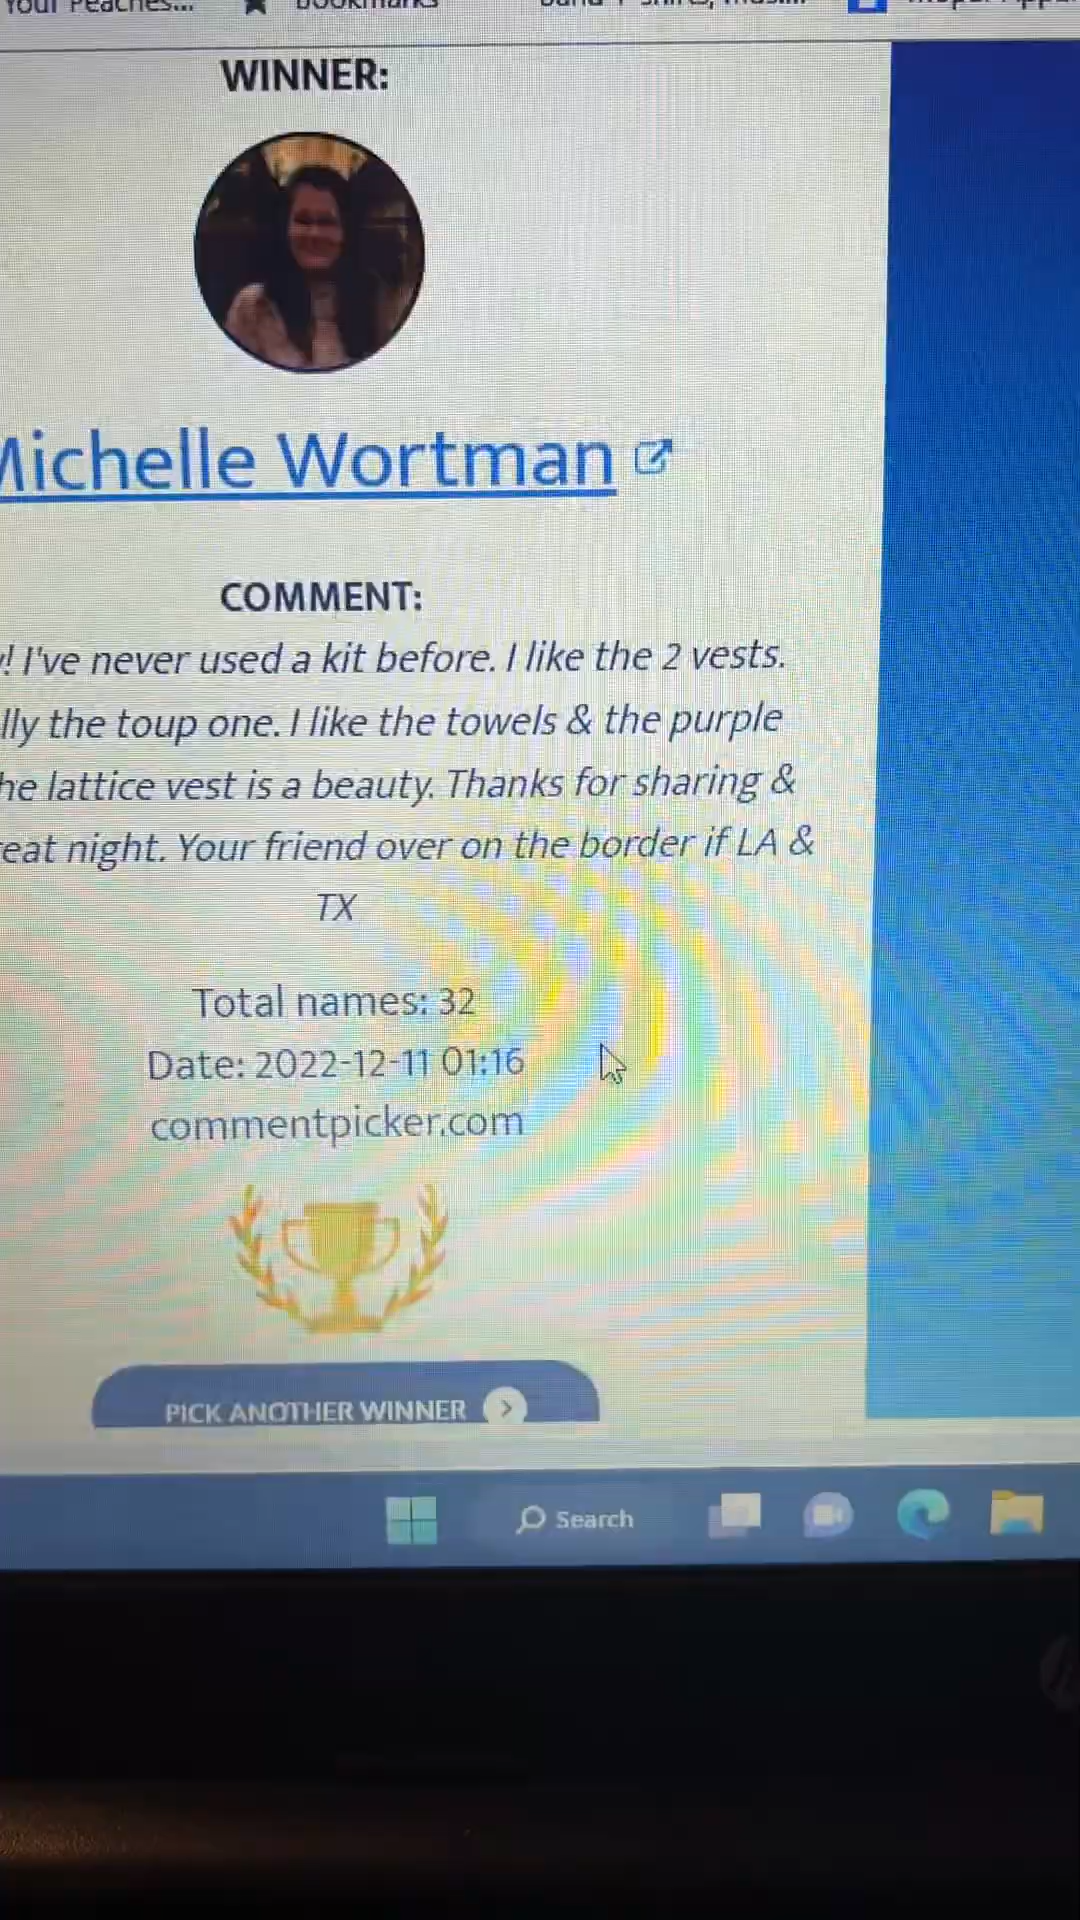 Your Peaches...
WINNER:
Michelle Wortman
COMMENT:
! I've never used a kit before. I like the 2 vests.
lly the toup one. I like the towels & the purple
he lattice vest is a beauty. Thanks for sharing &
eat night. Your friend over on the border if LA &
TX
Total names: 32
Date: 2022-12-11 01:16
commentpicker.com
PICK ANOTHER WINNER
Search